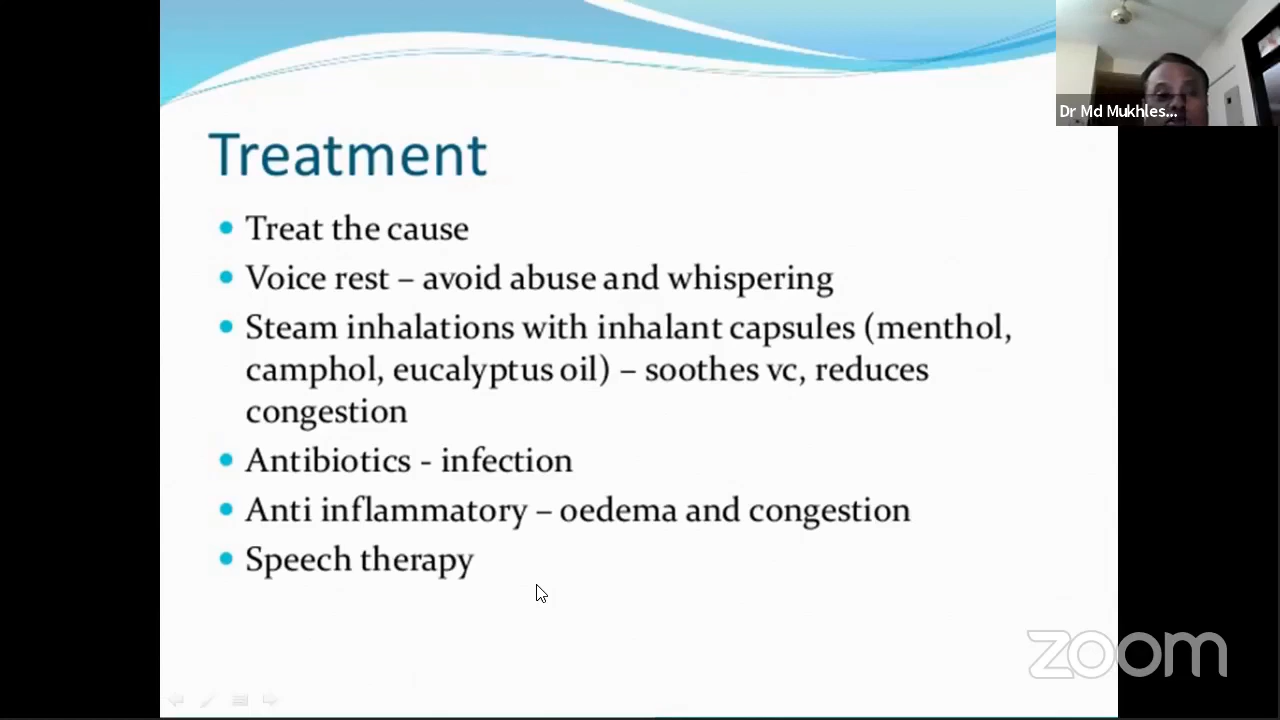 Dr Md Mukhles...
Treatment
Treat the cause
Voice rest – avoid abuse and whispering
Steam inhalations with inhalant capsules (menthol,
camphol, eucalyptus oil) – soothes vc, reduces
congestion
Antibiotics - infection
Anti inflammatory – oedema and congestion
Speech therapy
zoom